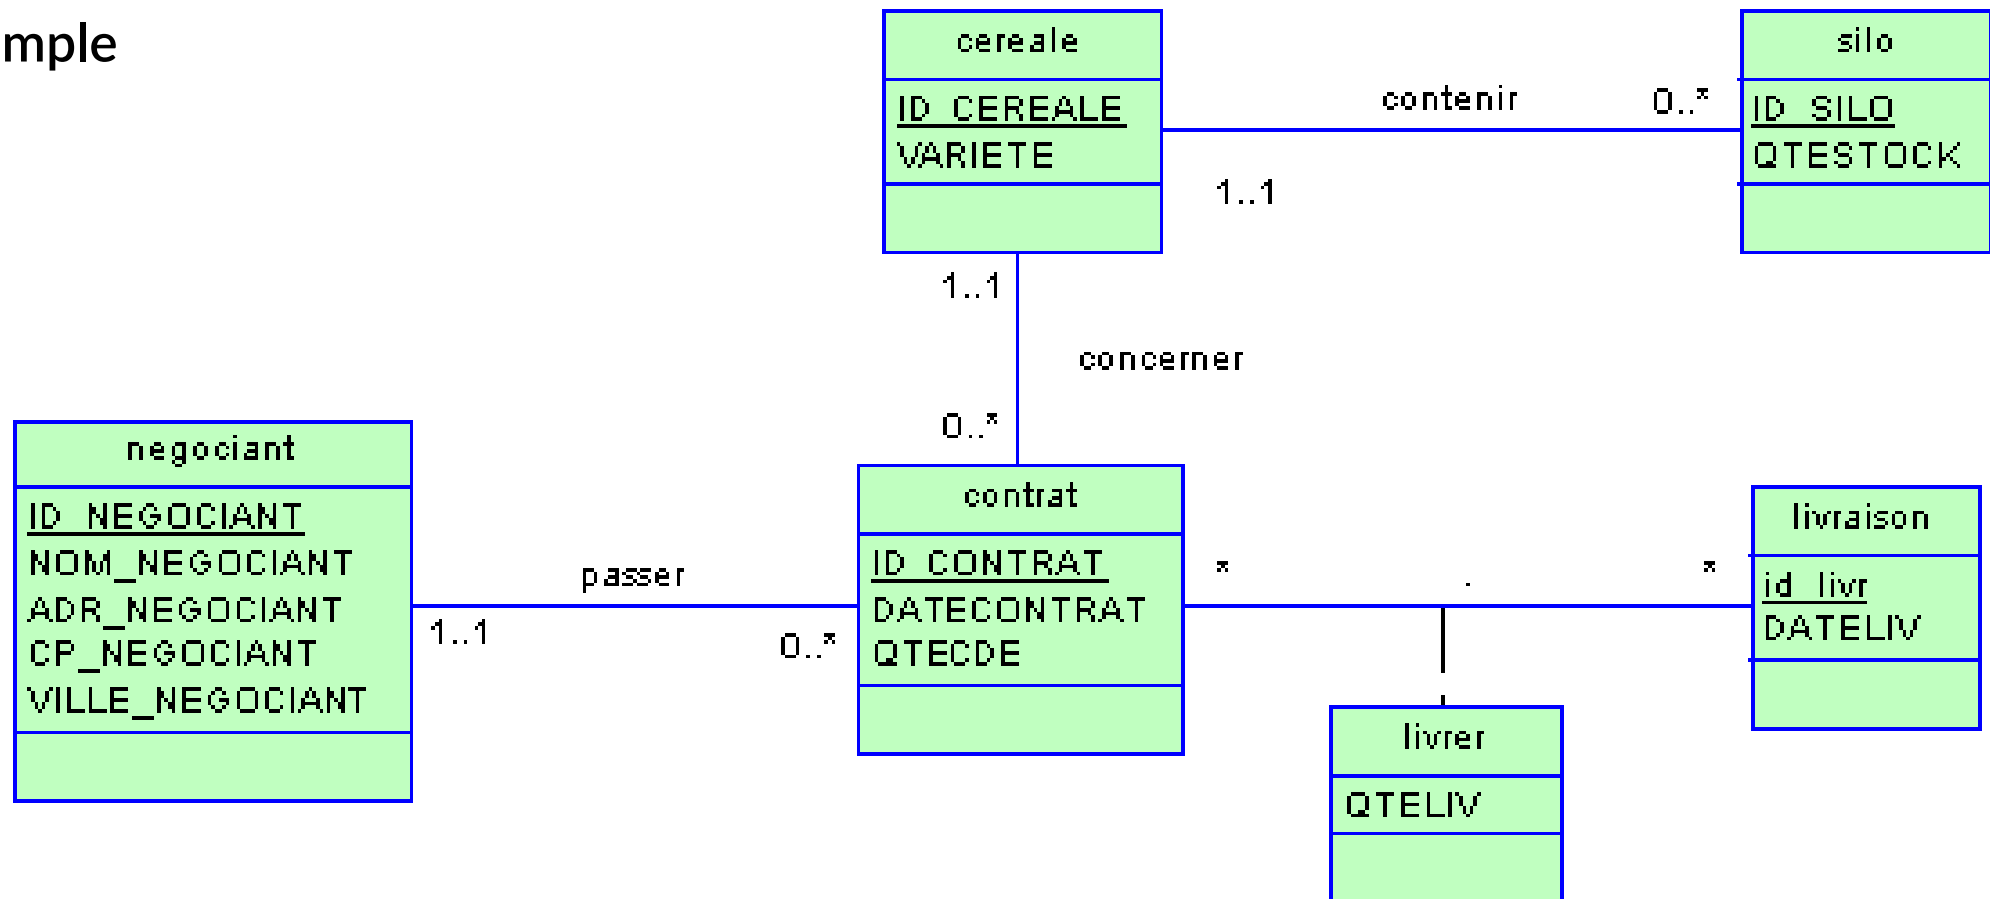 mple
cereale
ID_CEREALE
VARIETE
contenir
0..*
1..1
silo
ID_SILO
QTESTOCK
1..1
concerner
0..*
negociant
ID_NEGOCIANT
NOM_NEGOCIANT
ADR_NEGOCIANT
CP_NEGOCIANT
VILLE_NEGOCIANT
passer
1..1
0..*
contrat
ID_CONTRAT
DATECONTRAT
QTECDE
*
.
*
livraison
id_livr
DATELIV
livrer
QTELIV